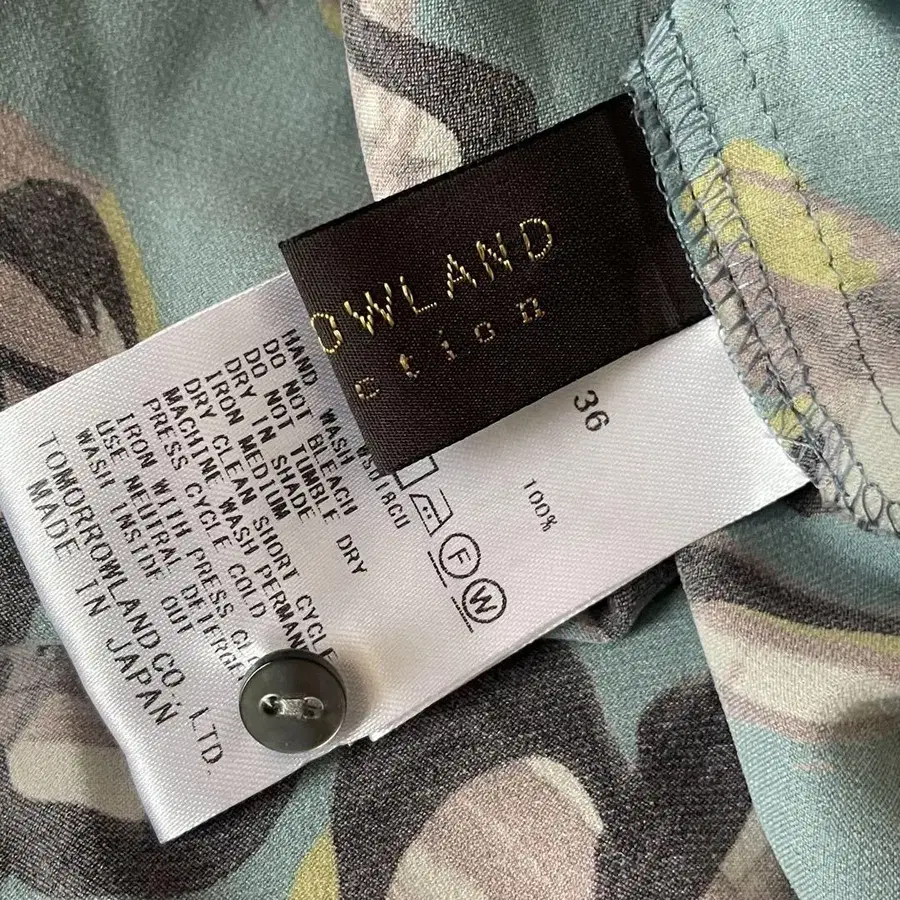 OWLAND
ction
36
100%
F
W
HAND WASH
DO NOT BLEACH
DO NOT TUMBLE DRY
DRY IN SHADE
IRON MEDIUM
DRY CLEAN SHORT CYCLE
MACHINE WASH PERMAN
PRESS CYCLE COLD
IRON WITH PRESS CL
USE NEUTRAL DETERGE
WASH INSIDE OUT
TOMORROWLAND CO., LTD.
MADE IN JAPAN